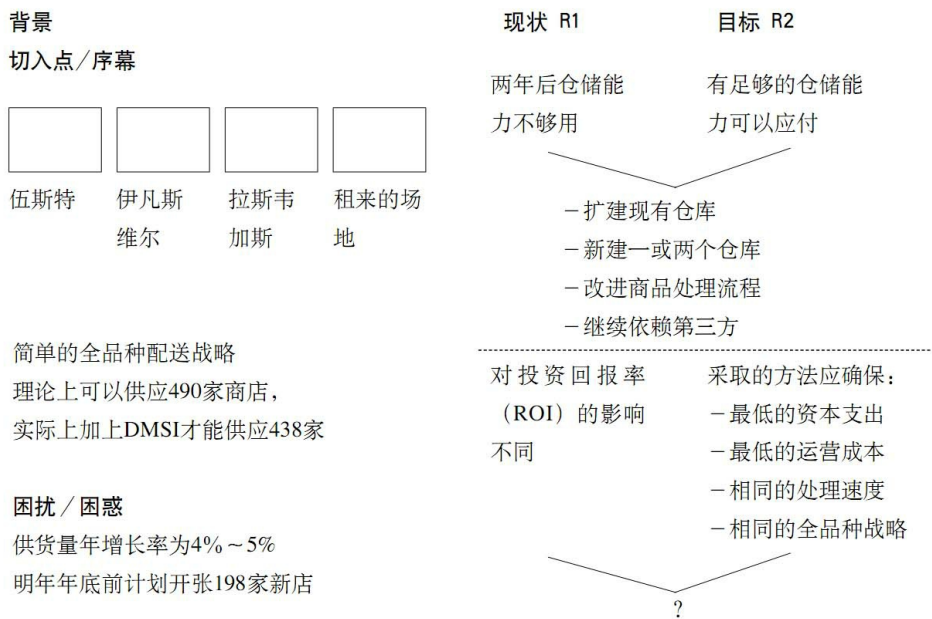 背景
切入点/序幕
伍斯特
伊凡斯
维尔
拉斯韦
加斯
租来的场
地
简单的全品种配送战略
理论上可以供应490家商店，
实际上加上DMSI才能供应438家
困扰/困惑
供货量年增长率为4%～5%
明年年底前计划开张198家新店
现状 R1
目标 R2
两年后仓储能
力不够用
有足够的仓储能
力可以应付
－扩建现有仓库
－新建一或两个仓库
－改进商品处理流程
－继续依赖第三方
对投资回报率
（ROI）的影响
不同
采取的方法应确保：
－最低的资本支出
－最低的运营成本
－相同的处理速度
－相同的全品种战略
?